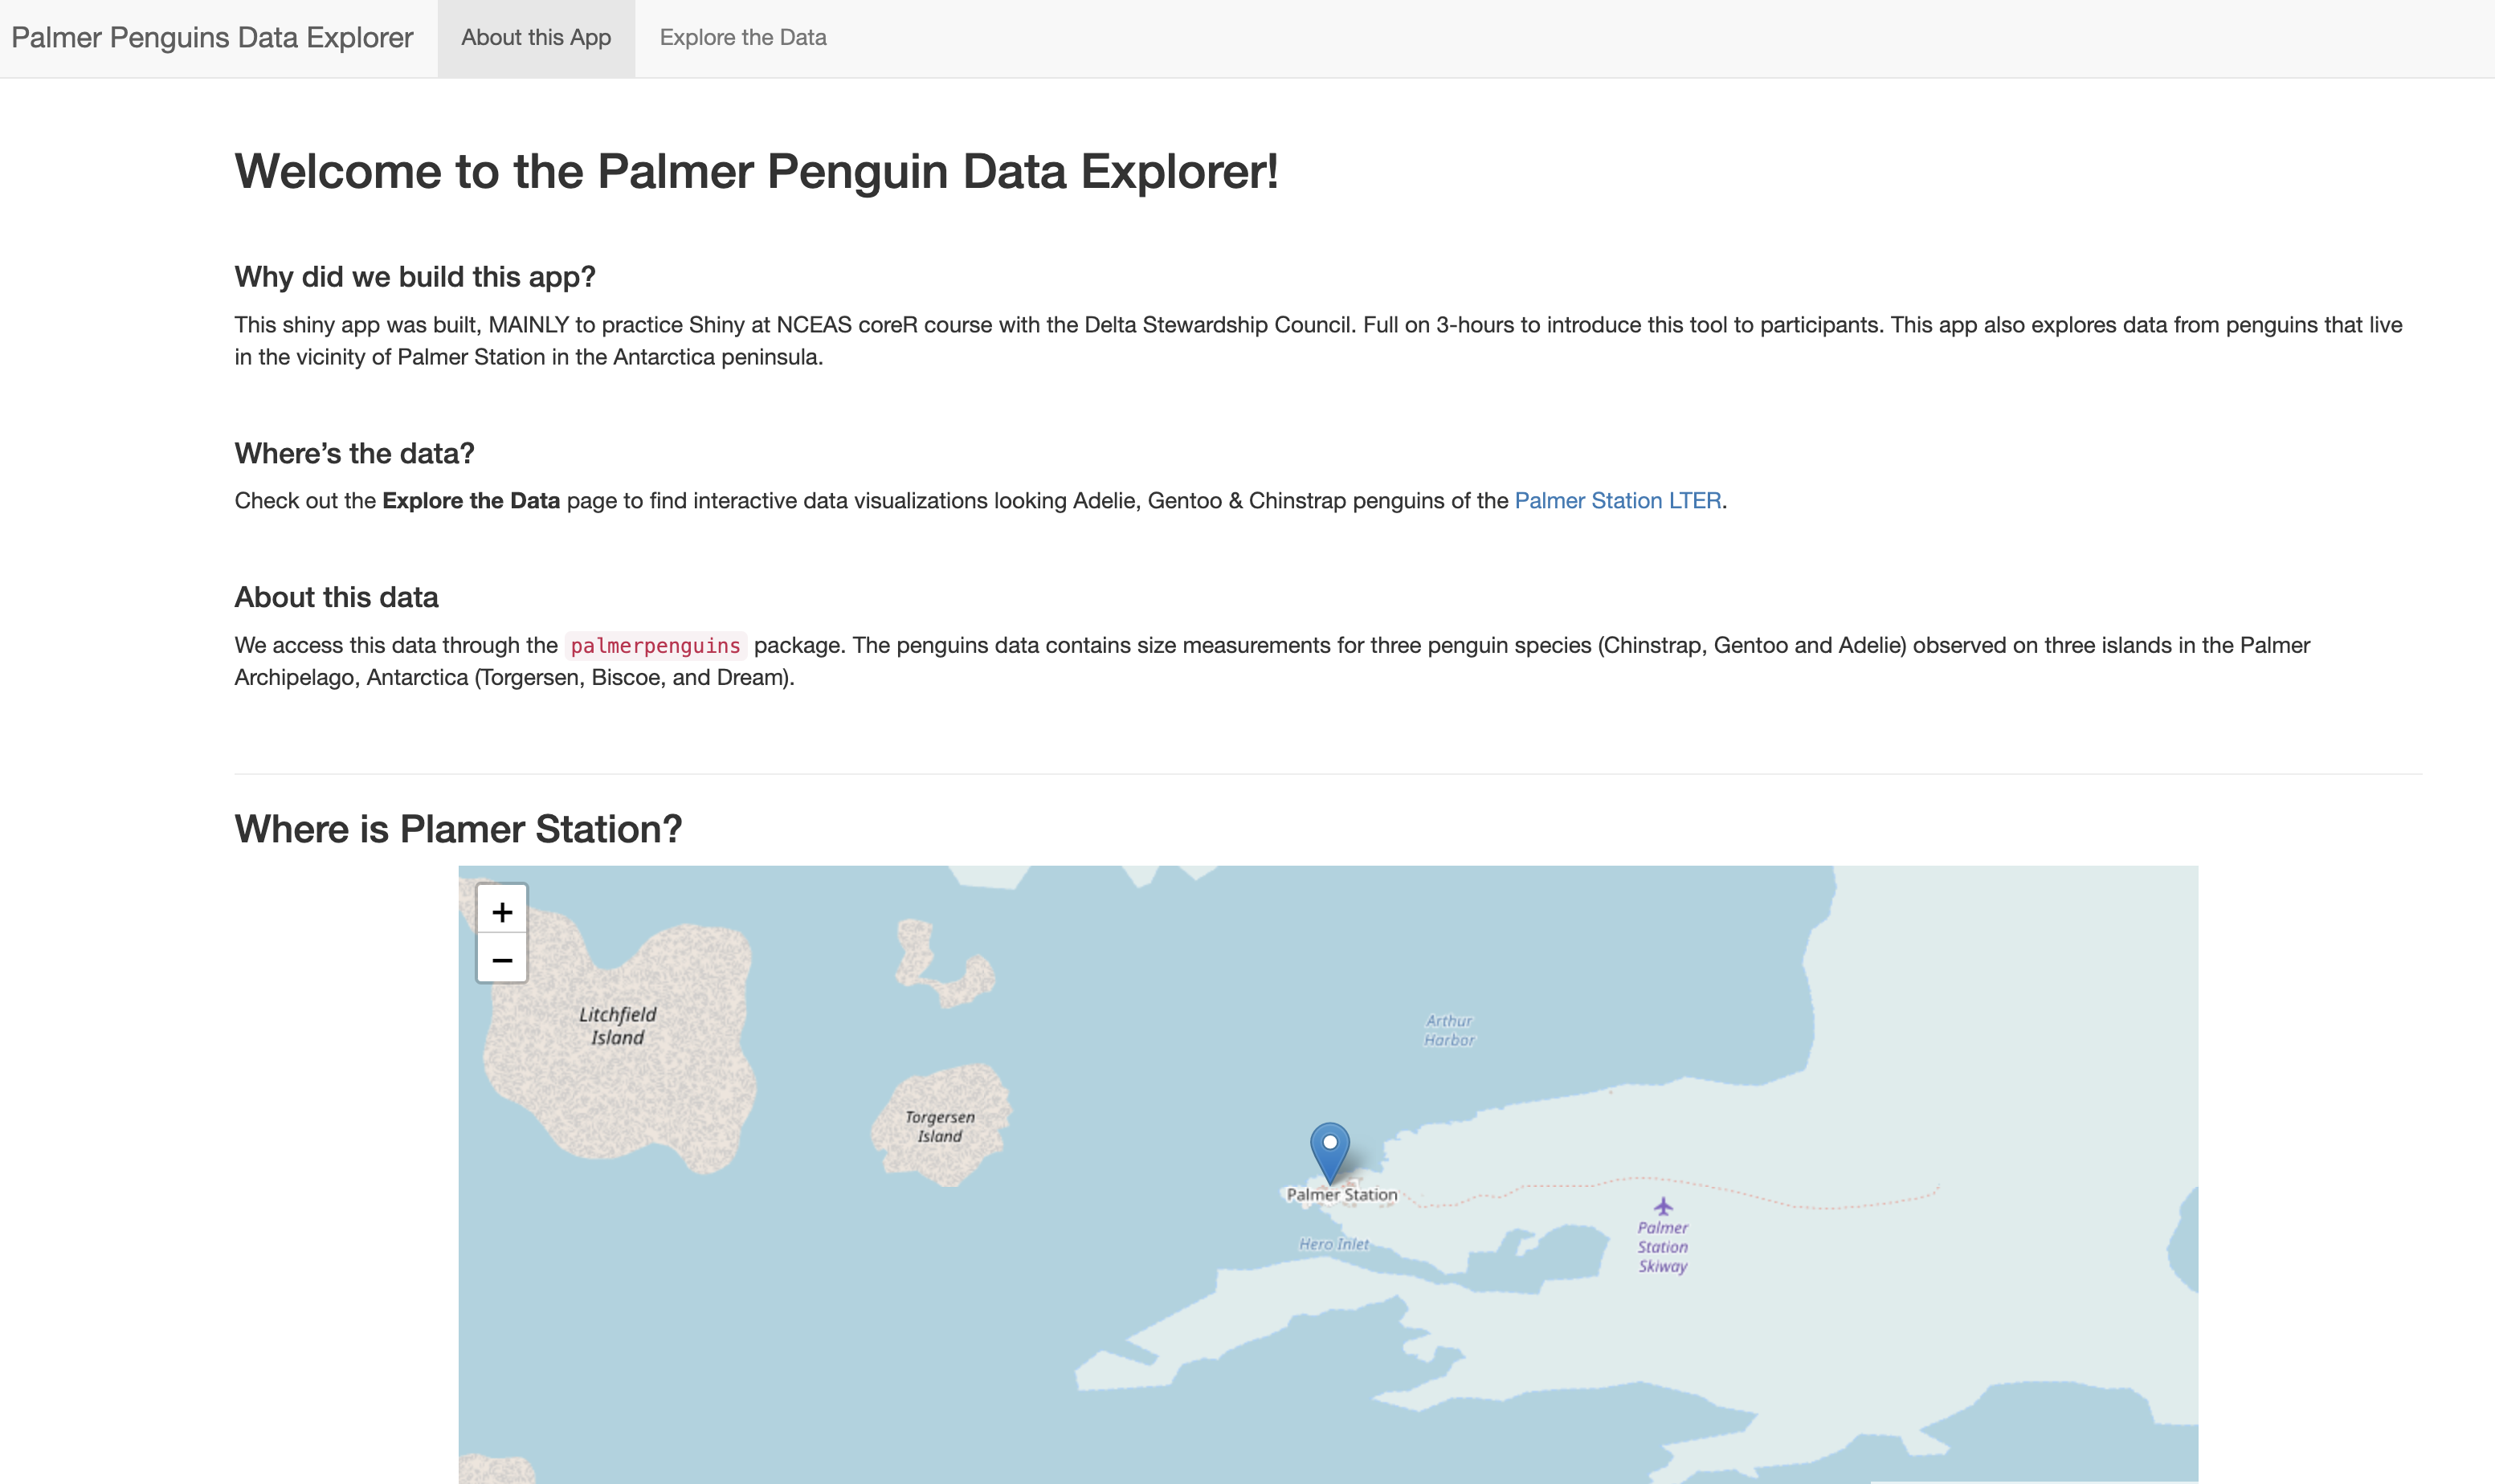 Palmer Penguins Data Explorer About this App Explore the Data
Welcome to the Palmer Penguin Data Explorer!
Why did we build this app?
This shiny app was built, MAINLY to practice Shiny at NCEAS coreR course with the Delta Stewardship Council. Full on 3-hours to introduce this tool to participants. This app also explores data from penguins that live
in the vicinity of Palmer Station in the Antarctica peninsula.
Where’s the data?
Check out the Explore the Data page to find interactive data visualizations looking Adelie, Gentoo & Chinstrap penguins of the Palmer Station LTER.
About this data
We access this data through the palmerpenguins package. The penguins data contains size measurements for three penguin species (Chinstrap, Gentoo and Adelie) observed on three islands in the Palmer
Archipelago, Antarctica (Torgersen, Biscoe, and Dream).
Where is Plamer Station?
+
−
Litchfield
Island
Arthur
Harbor
Torgersen
Island
Palmer Station
Hero Inlet
Palmer
Station
Skiway